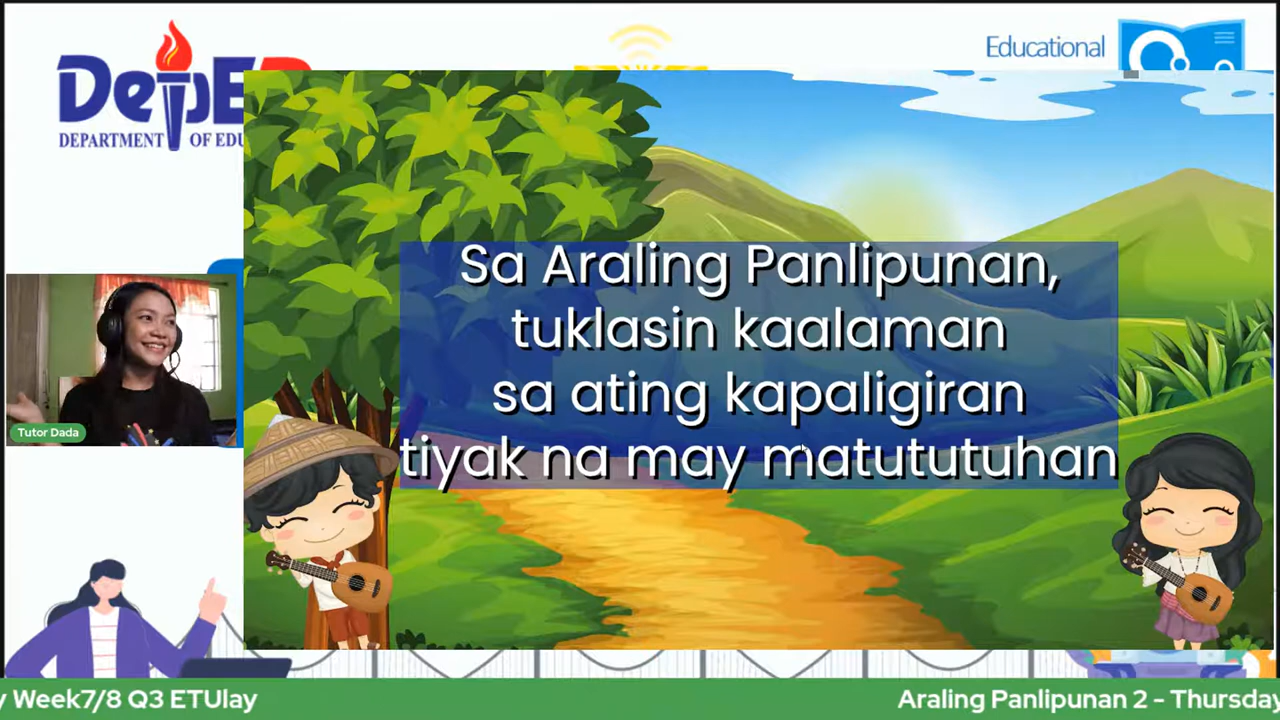 DepED
DEPARTMENT OF EDU
Educational
Sa Araling Panlipunan,
tuklasin kaalaman
sa ating kapaligiran
tiyak na may matututuhan
Tutor Dada
y Week7/8 Q3 ETUlay
Araling Panlipunan 2 - Thursday